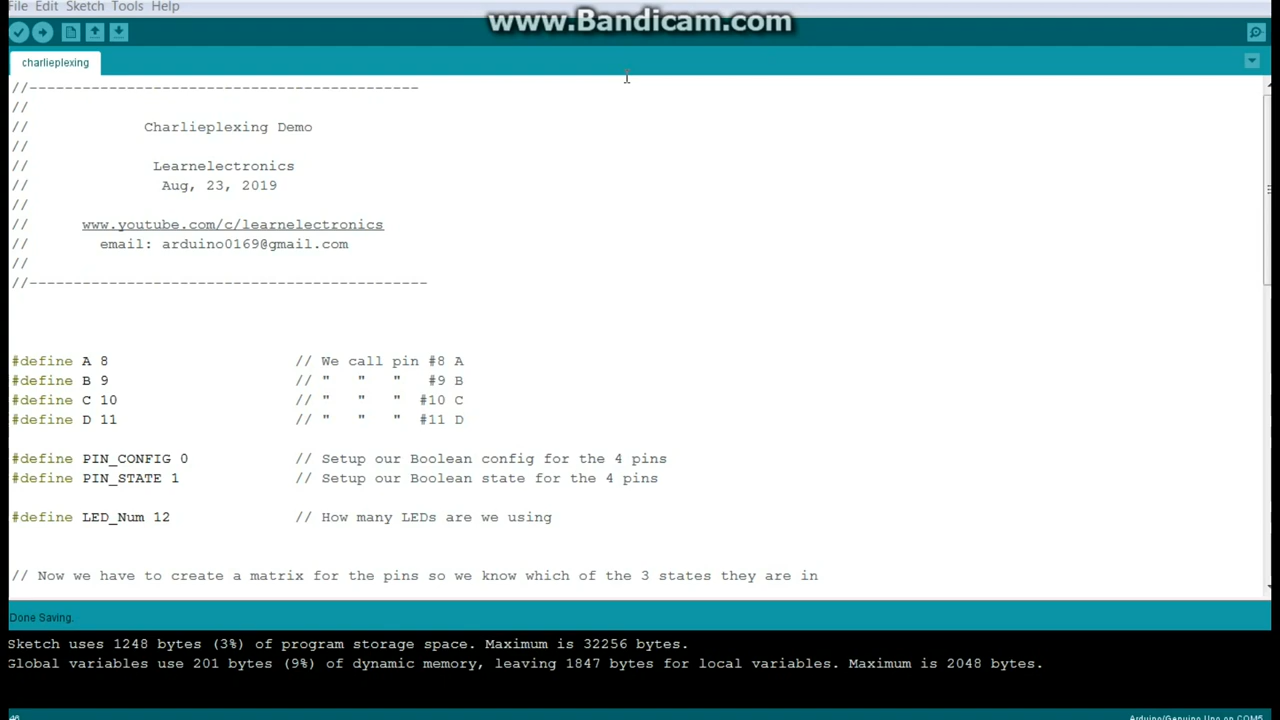 File Edit Sketch Tools Help
www.Bandicam.com
charlieplexing
//--------------------------------------------
//
// Charlieplexing Demo
//
// Learnelectronics
// Aug, 23, 2019
//
// www.youtube.com/c/learnelectronics
// email: arduino0169@gmail.com
//
//---------------------------------------------
#define A 8 // We call pin #8 A
#define B 9 // " " " #9 B
#define C 10 // " " " #10 C
#define D 11 // " " " #11 D
#define PIN_CONFIG 0 // Setup our Boolean config for the 4 pins
#define PIN_STATE 1 // Setup our Boolean state for the 4 pins
#define LED_Num 12 // How many LEDs are we using
// Now we have to create a matrix for the pins so we know which of the 3 states they are in
Done Saving.
Sketch uses 1248 bytes (3%) of program storage space. Maximum is 32256 bytes.
Global variables use 201 bytes (9%) of dynamic memory, leaving 1847 bytes for local variables. Maximum is 2048 bytes.
Arduino/Genuino Uno on COM5